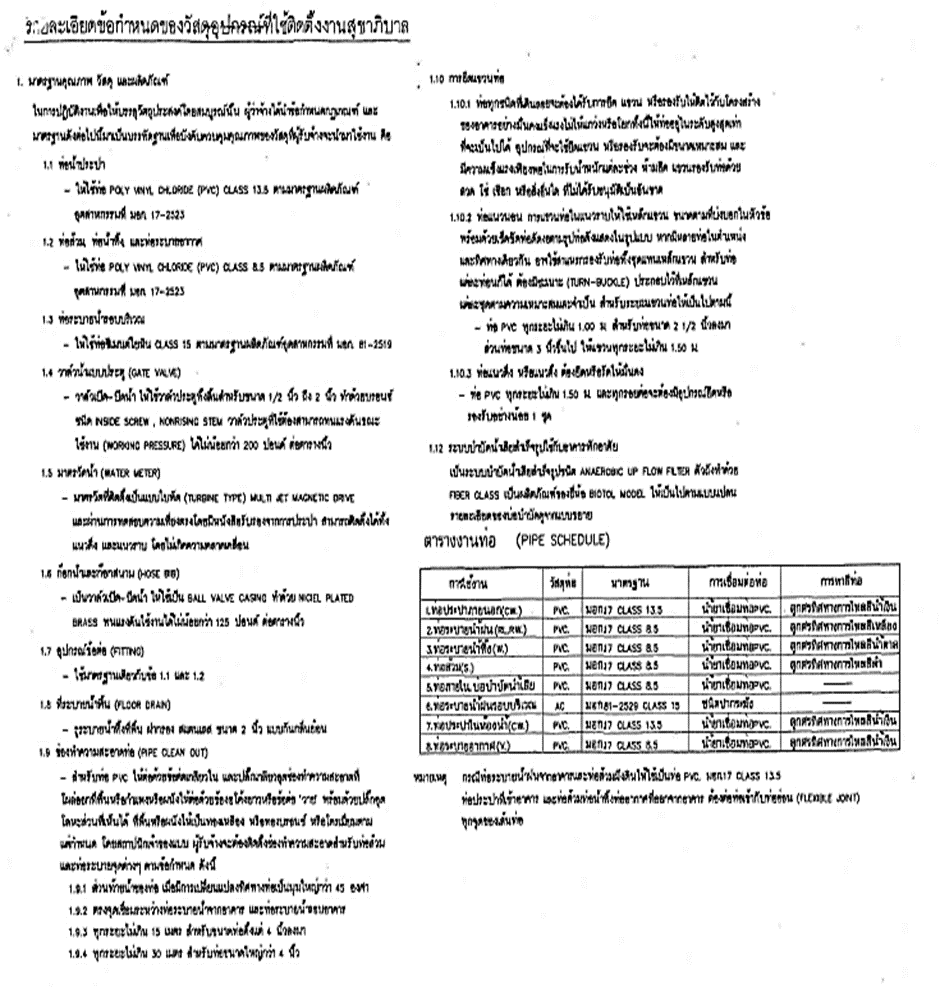 รายละเอียดข้อกำหนดของวัสดุอุปกรณ์ที่ใช้ติดตั้งงานสุขาภิบาล
1. มาตรฐานคุณภาพ วัสดุ และผลิตภัณฑ์
ในการปฏิบัติงานเพื่อให้บรรลุวัตถุประสงค์โดยสมบูรณ์นั้น ผู้ว่าจ้างได้นำข้อกำหนดกฎเกณฑ์ และ
มาตรฐานดังต่อไปนี้มาเป็นบรรทัดฐานเพื่อบังคับควบคุมคุณภาพของวัสดุที่ผู้รับจ้างจะนำมาใช้งาน คือ
1.1 ท่อน้ำประปา
- ให้ใช้ท่อ POLY VINYL CHLORIDE (PVC) CLASS 13.5 ตามมาตรฐานผลิตภัณฑ์
อุตสาหกรรมที่ มอก 17-2523
1.2 ท่อส้วม ท่อน้ำทิ้ง และท่อระบายอากาศ
- ให้ใช้ท่อ POLY VINYL CHLORIDE (PVC) CLASS 8.5 ตามมาตรฐานผลิตภัณฑ์
อุตสาหกรรมที่ มอก 17-2523
1.3 ท่อระบายน้ำรอบบริเวณ
- ให้ใช้ท่อซีเมนต์ใยหิน CLASS 15 ตามมาตรฐานผลิตภัณฑ์อุตสาหกรรมที่ มอก. 81-2519
1.4 วาล์วน้ำแบบประตู (GATE VALVE)
- วาล์วเปิด-ปิดน้ำ ให้ใช้วาล์วประตูทั้งสิ้นสำหรับขนาด 1/2 นิ้ว ถึง 2 นิ้ว ทำด้วยบรอนซ์
ชนิด INSIDE SCREW , NONRISING STEM วาล์วประตูที่ใช้ต้องสามารถทนแรงดันขณะ
ใช้งาน (WORKING PRESSURE) ได้ไม่น้อยกว่า 200 ปอนด์ ต่อตารางนิ้ว
1.5 มาตรวัดน้ำ (WATER METER)
- มาตรวัดที่ติดตั้งเป็นแบบใบพัด (TURBINE TYPE) MULTI JET MAGNETIC DRIVE
และผ่านการทดสอบความเที่ยงตรงโดยมีหนังสือรับรองจากการประปา สามารถติดตั้งได้ทั้ง
แนวดิ่ง และแนวราบ โดยไม่เกิดความคลาดเคลื่อน
1.6 ก๊อกน้ำและก๊อกสนาม (HOSE BIB)
- เป็นวาล์วเปิด-ปิดน้ำ ให้ใช้เป็น BALL VALVE CASING ทำด้วย NICIEL PLATED
BRASS ทนแรงดันใช้งานได้ไม่น้อยกว่า 125 ปอนด์ ต่อตารางนิ้ว
1.7 อุปกรณ์ข้อต่อ (FITTING)
- ใช้มาตรฐานเดียวกับข้อ 1.1 และ 1.2
1.8 ที่ระบายน้ำพื้น (FLOOR DRAIN)
- รูระบายน้ำทิ้งที่พื้น ฝากรอง สแตนเลส ขนาด 2 นิ้ว แบบกันกลิ่นย้อน
1.9 ช่องทำความสะอาดท่อ (PIPE CLEAN OUT)
- สำหรับท่อ PVC ให้ต่อด้วยข้อต่อเกลียวใน และปลั๊กเกลียวอุดช่องทำความสะอาดที่
โผล่ออกที่พื้นหรือกำแพงหรือผนังให้ต่อด้วยข้องอโค้งยาวหรือข้อต่อ 'วาย' พร้อมด้วยปลั๊กอุด
โลหะส่วนที่เห็นได้ ที่พื้นหรือผนังให้เป็นทองเหลือง หรือทองบรอนซ์ หรือโครเมี่ยมตาม
แต่กำหนด โดยสถาปนิกเจ้าของแบบ ผู้รับจ้างจะต้องติดตั้งช่องทำความสะอาดสำหรับท่อส้วม
และท่อระบายจุดต่างๆ ตามข้อกำหนด ดังนี้
1.9.1 ส่วนท้ายน้ำของท่อ เมื่อมีการเปลี่ยนแปลงทิศทางท่อเป็นมุมใหญ่กว่า 45 องศา
1.9.2 ตรงจุดเชื่อมระหว่างท่อระบายน้ำจากอาคาร และท่อระบายน้ำรอบอาคาร
1.9.3 ทุกระยะไม่เกิน 15 เมตร สำหรับขนาดท่อตั้งแต่ 4 นิ้วลงมา
1.9.4 ทุกระยะไม่เกิน 30 เมตร สำหรับท่อขนาดใหญ่กว่า 4 นิ้ว
1.10 การยึดแขวนท่อ
1.10.1 ท่อทุกชนิดที่เดินลอยจะต้องได้รับการยึด แขวน หรือรองรับให้ติดไว้กับโครงสร้าง
ของอาคารอย่างมั่นคงแข็งแรงไม่ให้แกว่งหรือโยกทั้งนี้ให้ท่ออยู่ในระดับสูงสุดเท่า
ที่จะเป็นไปได้ อุปกรณ์ที่จะใช้ยึดแขวน หรือรองรับจะต้องมีขนาดเหมาะสม และ
มีความแข็งแรงเพียงพอในการรับน้ำหนักแต่ละช่วง ห้ามยึด แขวนรองรับท่อด้วย
ลวด โซ่ เชือก หรือสิ่งอื่นใด ที่ไม่ได้รับอนุมัติเป็นอันขาด
1.10.2 ท่อแนวนอน การแขวนท่อในแนวราบให้ใช้เหล็กแขวน ขนาดตามที่บ่งบอกในหัวข้อ
พร้อมด้วยเข็มขัดรัดท่อดังแสดงในรูปแบบ หากมีหลายท่อในตำแหน่ง
และทิศทางเดียวกัน อาจใช้สาแหรกรองรับท่อทั้งชุดแทนเหล็กแขวน สำหรับท่อ
แต่ละท่อนก็ได้ ต้องมี (TURN-BUCKLE) ประกอบไว้ที่เหล็กแขวน
แต่ละชุดตามความเหมาะสมและจำเป็น สำหรับระยะแขวนท่อให้เป็นไปตามนี้
- ท่อ PVC ทุกระยะไม่เกิน 1.00 ม. สำหรับท่อขนาด 2 1/2 นิ้วลงมา
ส่วนท่อขนาด 3 นิ้วขึ้นไป ให้แขวนทุกระยะไม่เกิน 1.50 ม.
1.10.3 ท่อแนวดิ่ง หรือแนวตั้ง ต้องยึดหรือรัดให้มั่นคง
- ท่อ PVC ทุกระยะไม่เกิน 1.50 ม. และทุกรอยต่อจะต้องมีอุปกรณ์ยึดหรือ
รองรับอย่างน้อย 1 จุด
1.12 ระบบบำบัดน้ำเสียสำเร็จรูปใช้กับอาคารพักอาศัย
เป็นระบบบำบัดน้ำเสียสำเร็จรูปชนิด ANAEROBIC UP FLOW FILTER ตัวถังทำด้วย
FIBER GLASS เป็นผลิตภัณฑ์ของยี่ห้อ BIOTOL MODEL ให้เป็นไปตามแบบแปลน
รายละเอียดของบ่อบำบัดดูจากแบบขยาย
ตารางงานท่อ (PIPE SCHEDULE)
การใช้งาน วัสดุท่อ มาตรฐาน การเชื่อมต่อท่อ การทาสีท่อ
1.ท่อประปาภายนอก(CW.) PVC. มอก17 CLASS 13.5 น้ำยาเชื่อมท่อPVC. ลูกศรทิศทางการไหลสีน้ำเงิน
2.ท่อระบายน้ำฝน(RL,RW.) PVC. มอก17 CLASS 8.5 น้ำยาเชื่อมท่อPVC. ลูกศรทิศทางการไหลสีเหลือง
3.ท่อระบายน้ำทิ้ง(W.) PVC. มอก17 CLASS 8.5 น้ำยาเชื่อมท่อPVC. ลูกศรทิศทางการไหลสีน้ำตาล
4.ท่อส้วม(S.) PVC. มอก17 CLASS 8.5 น้ำยาเชื่อมท่อPVC. ลูกศรทิศทางการไหลสีดำ
5.ท่อภายใน บ่อบำบัดน้ำเสีย PVC. มอก17 CLASS 8.5 น้ำยาเชื่อมท่อPVC.
6.ท่อระบายน้ำฝนรอบบริเวณ AC มอก81-2529 CLASS 15 ชนิดปากระฆัง
7.ท่อประปาในห้องน้ำ(CW.) PVC. มอก17 CLASS 13.5 น้ำยาเชื่อมท่อPVC. ลูกศรทิศทางการไหลสีน้ำเงิน
8.ท่อระบายอากาศ(V.) PVC. มอก17 CLASS 8.5 น้ำยาเชื่อมท่อPVC. ลูกศรทิศทางการไหลสีน้ำเงิน
หมายเหตุ กรณีท่อระบายน้ำฝนจากอาคารและท่อส้วมฝังดินให้ใช้เป็นท่อ PVC. มอก17 CLASS 13.5
ท่อประปาที่เข้าอาคาร และท่อส้วมท่อน้ำทิ้งท่ออากาศที่ออกจากอาคาร ต้องต่อท่อเข้ากับท่ออ่อน (FLEXIBLE JOINT)
ทุกจุดของเส้นท่อ